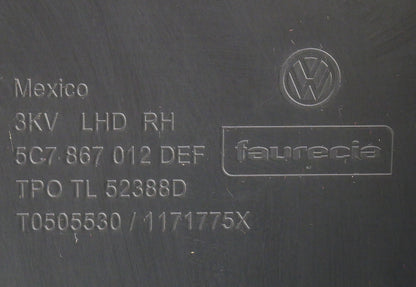 Mexico
3KV LHD RH
5C7 867 012 DEF
faurecia
TPO TL 52388D
T0505530 / 1171775X